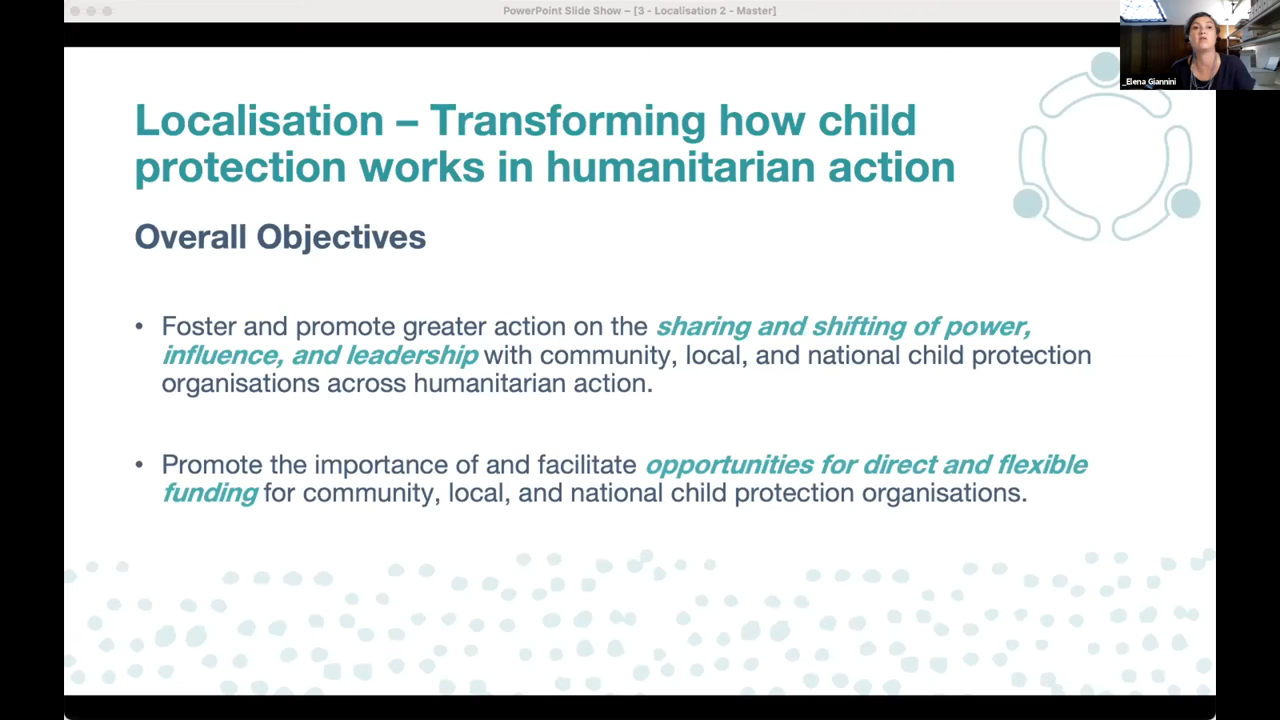 PowerPoint Slide Show – [3 - Localisation 2 - Master]
_Elena Giannini
Localisation – Transforming how child
protection works in humanitarian action
Overall Objectives
• Foster and promote greater action on the sharing and shifting of power,
influence, and leadership with community, local, and national child protection
organisations across humanitarian action.
• Promote the importance of and facilitate opportunities for direct and flexible
funding for community, local, and national child protection organisations.